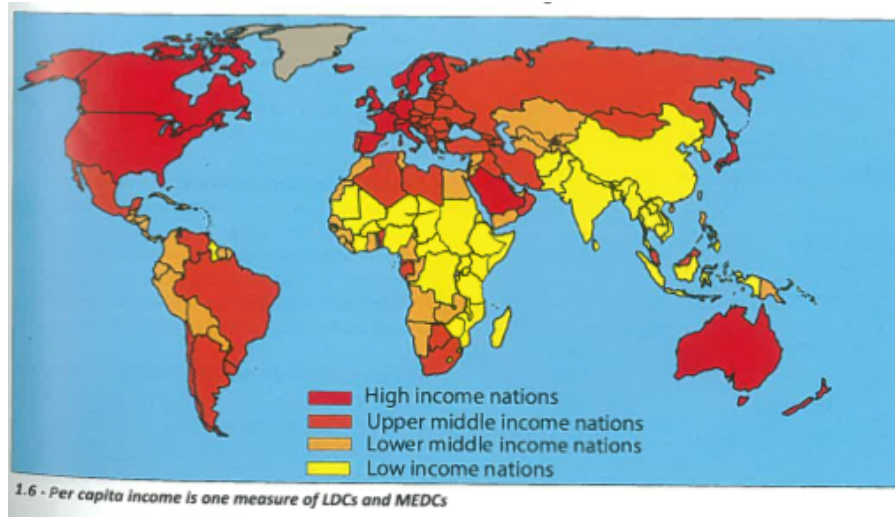 High income nations
Upper middle income nations
Lower middle income nations
Low income nations
1.6 - Per capita income is one measure of LDCs and MEDCs